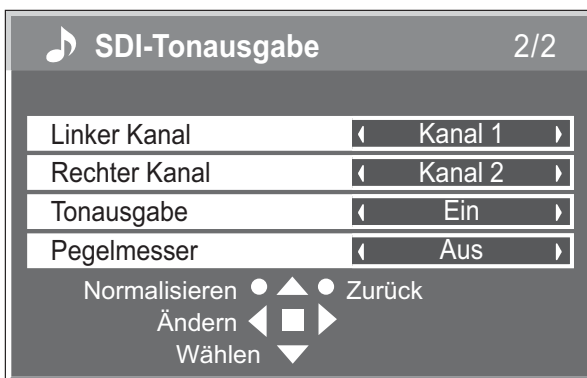 SDI-Tonausgabe 2/2
Linker Kanal Kanal 1
Rechter Kanal Kanal 2
Tonausgabe Ein
Pegelmesser Aus
Normalisieren Zurück
Ändern
Wählen